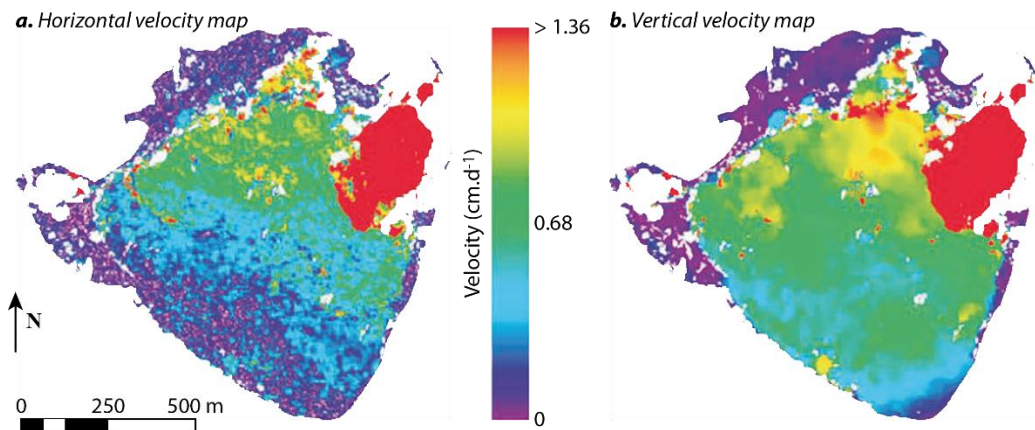 a. Horizontal velocity map
b. Vertical velocity map
> 1.36
0.68
0
Velocity (cm.d⁻¹)
N
0 250 500 m